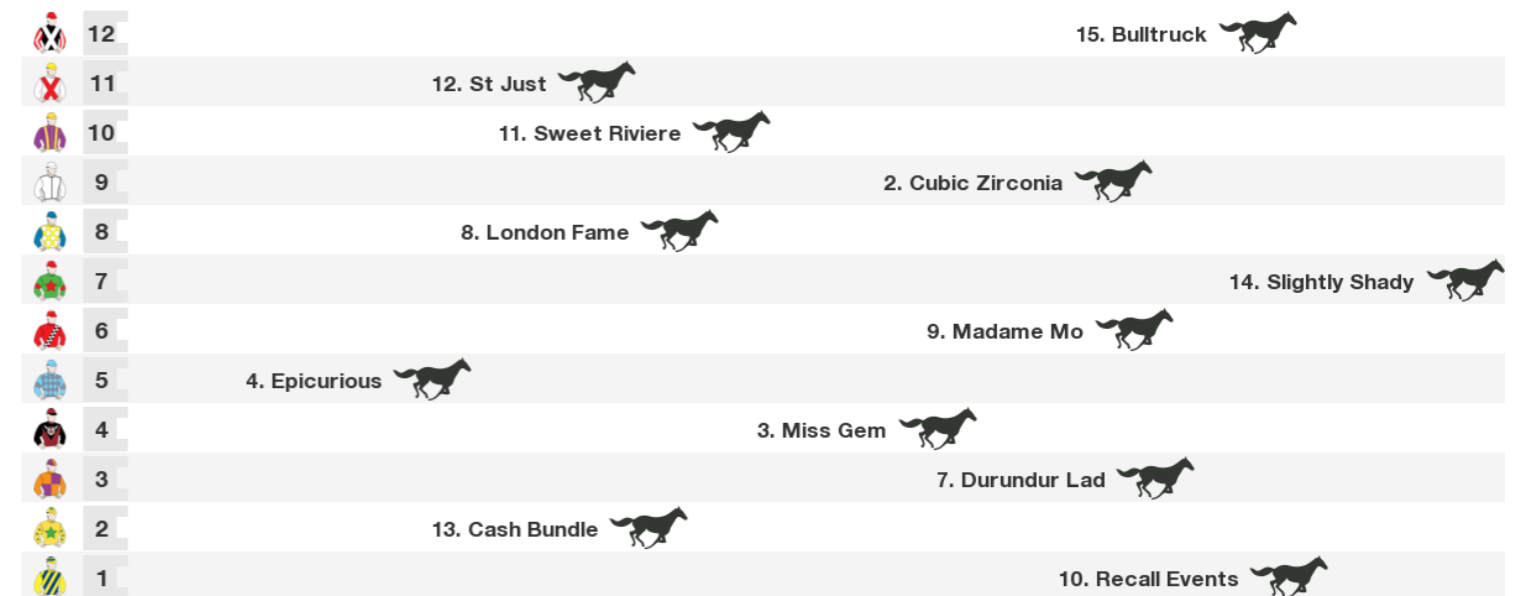 12 15. Bulltruck
11 12. St Just
10 11. Sweet Riviere
9 2. Cubic Zirconia
8 8. London Fame
7 14. Slightly Shady
6 9. Madame Mo
5 4. Epicurious
4 3. Miss Gem
3 7. Durundur Lad
2 13. Cash Bundle
1 10. Recall Events